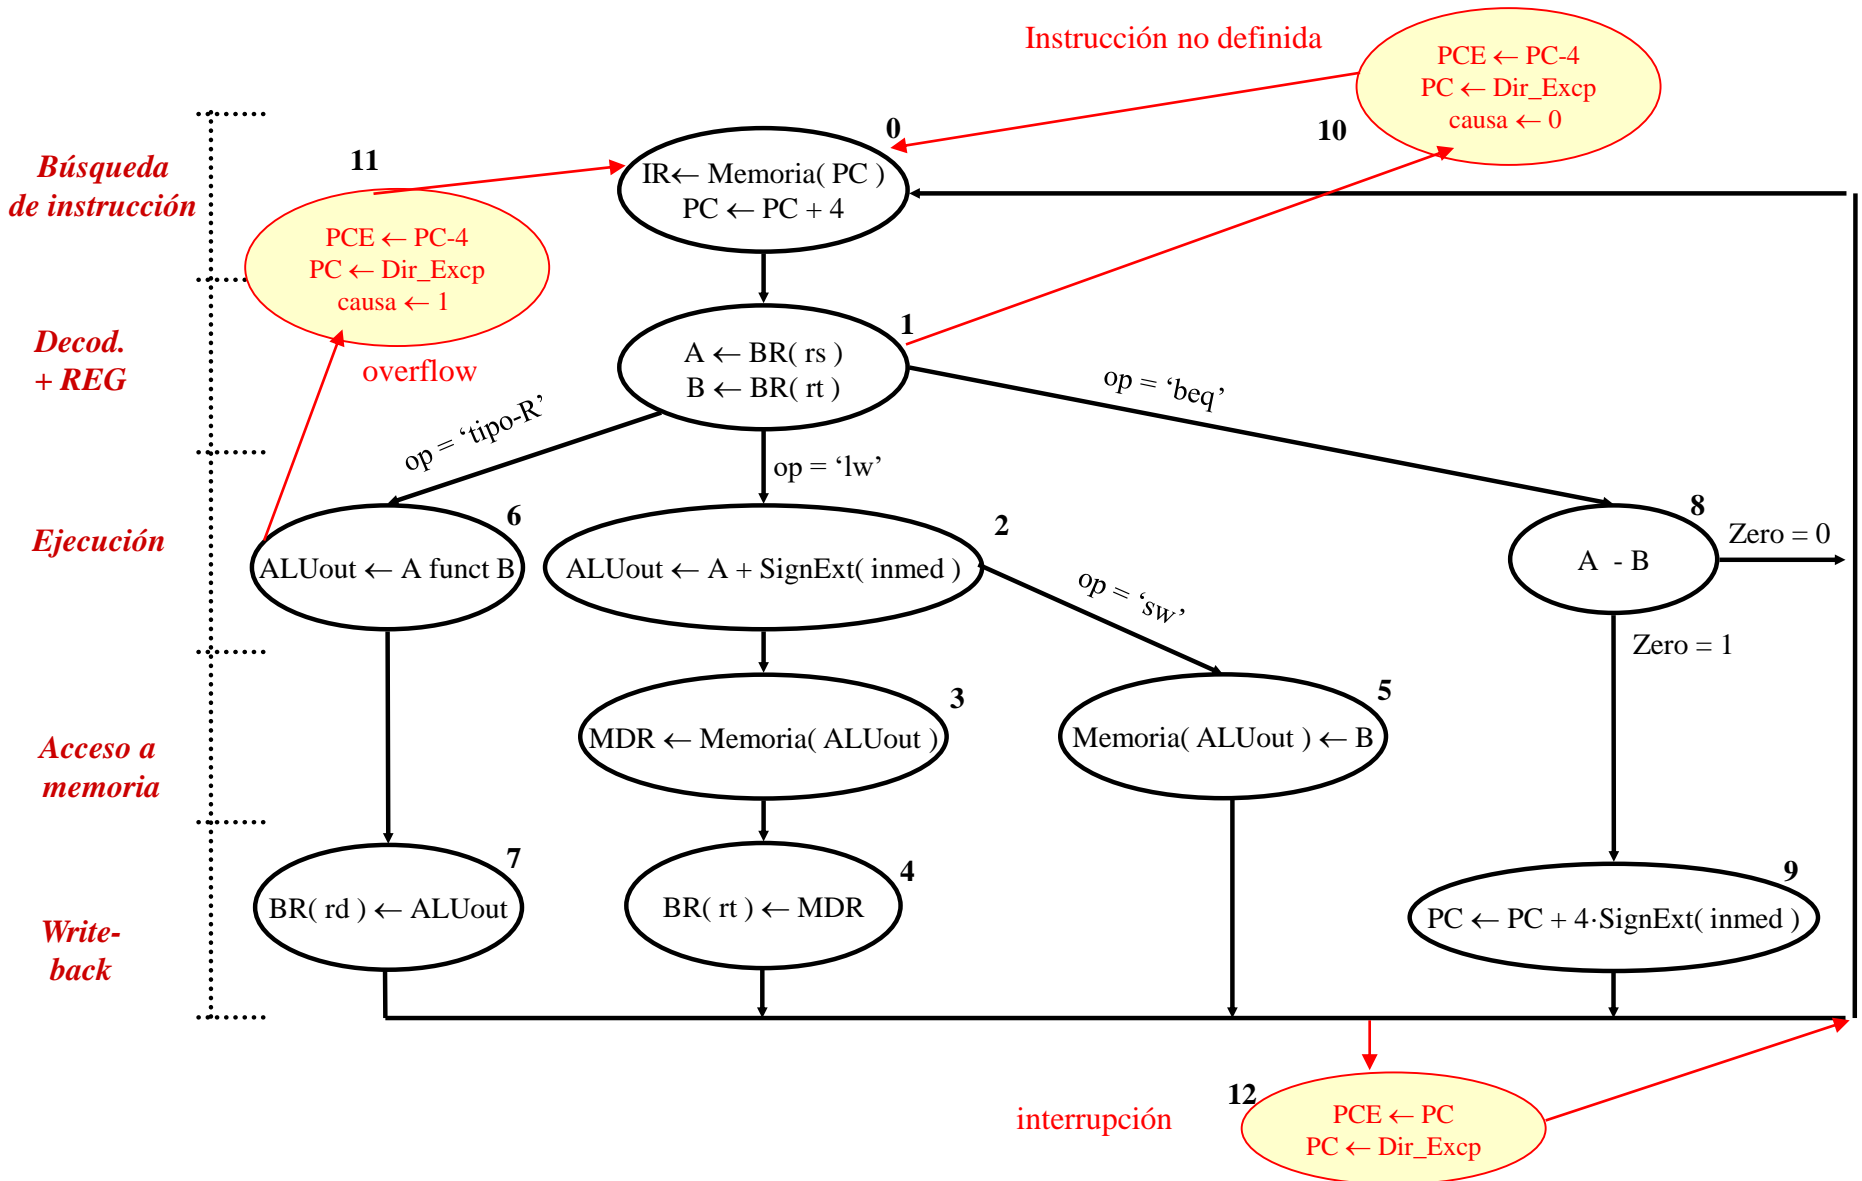 Instrucción no definida
PCE ← PC-4
PC ← Dir_Excp
causa ← 0
10
0
IR← Memoria( PC )
PC ← PC + 4
11
Búsqueda
de instrucción
PCE ← PC-4
PC ← Dir_Excp
causa ← 1
overflow
Decod.
+ REG
1
A ← BR( rs )
B ← BR( rt )
op = ‘beq’
op = ‘tipo-R’
op = ‘lw’
Ejecución
6
ALUout ← A funct B
2
ALUout ← A + SignExt( inmed )
op = ‘sw’
8
A - B
Zero = 0
Zero = 1
Acceso a
memoria
3
MDR ← Memoria( ALUout )
5
Memoria( ALUout ) ← B
Write-
back
7
BR( rd ) ← ALUout
4
BR( rt ) ← MDR
9
PC ← PC + 4·SignExt( inmed )
interrupción
12
PCE ← PC
PC ← Dir_Excp